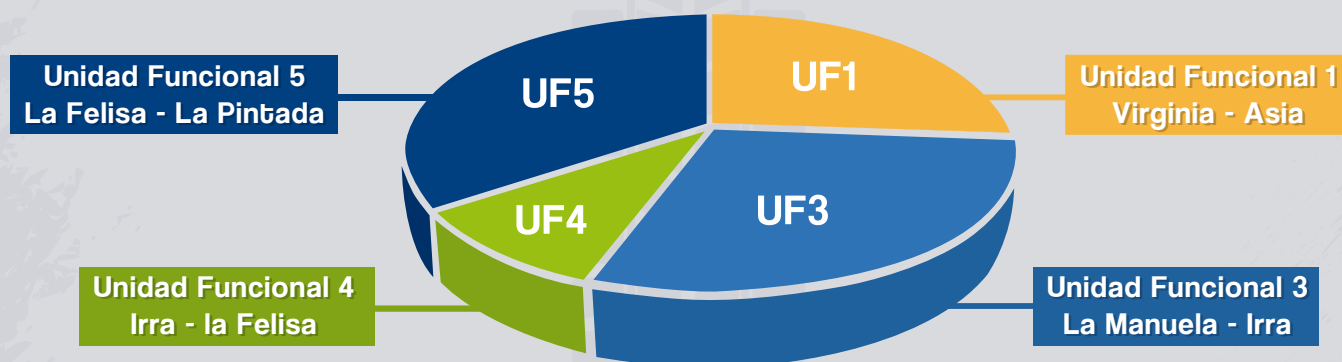 Unidad Funcional 5
La Felisa - La Pintada
UF5
UF1
Unidad Funcional 1
Virginia - Asia
UF4
UF3
Unidad Funcional 4
Irra - la Felisa
Unidad Funcional 3
La Manuela - Irra